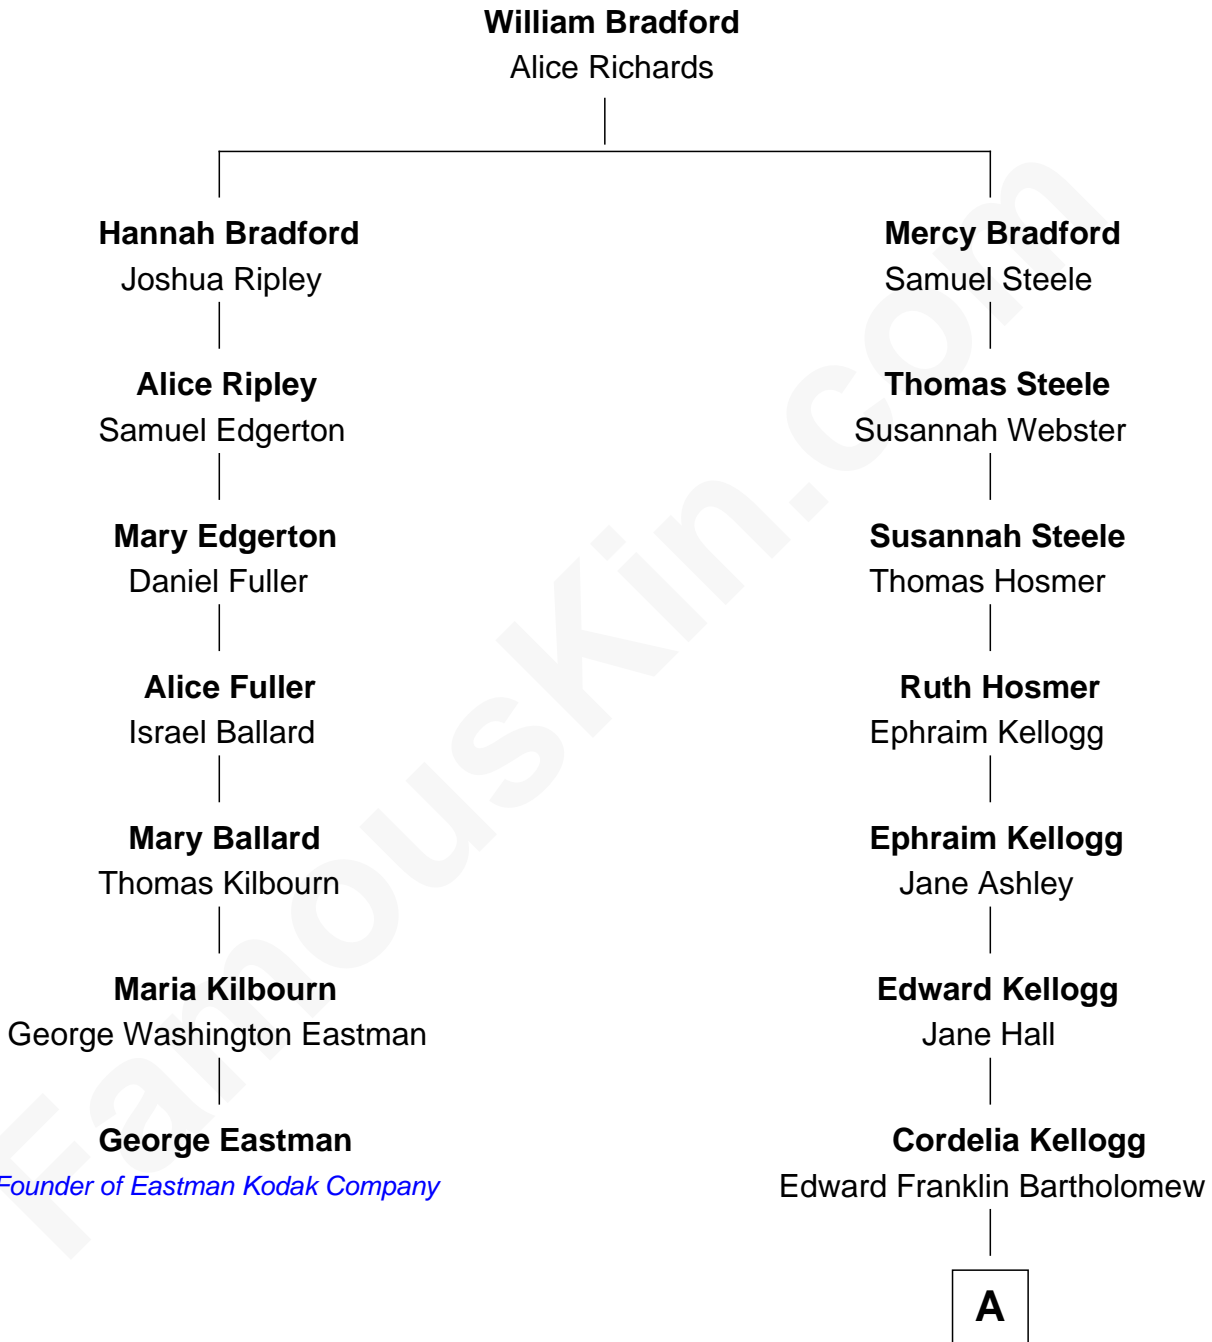 William Bradford
Alice Richards
Hannah Bradford
Joshua Ripley
Mercy Bradford
Samuel Steele
Alice Ripley
Samuel Edgerton
Thomas Steele
Susannah Webster
Mary Edgerton
Daniel Fuller
Susannah Steele
Thomas Hosmer
Alice Fuller
Israel Ballard
Ruth Hosmer
Ephraim Kellogg
Mary Ballard
Thomas Kilbourn
Ephraim Kellogg
Jane Ashley
Maria Kilbourn
George Washington Eastman
Edward Kellogg
Jane Hall
George Eastman
Founder of Eastman Kodak Company
Cordelia Kellogg
Edward Franklin Bartholomew
A
FamousKin.com